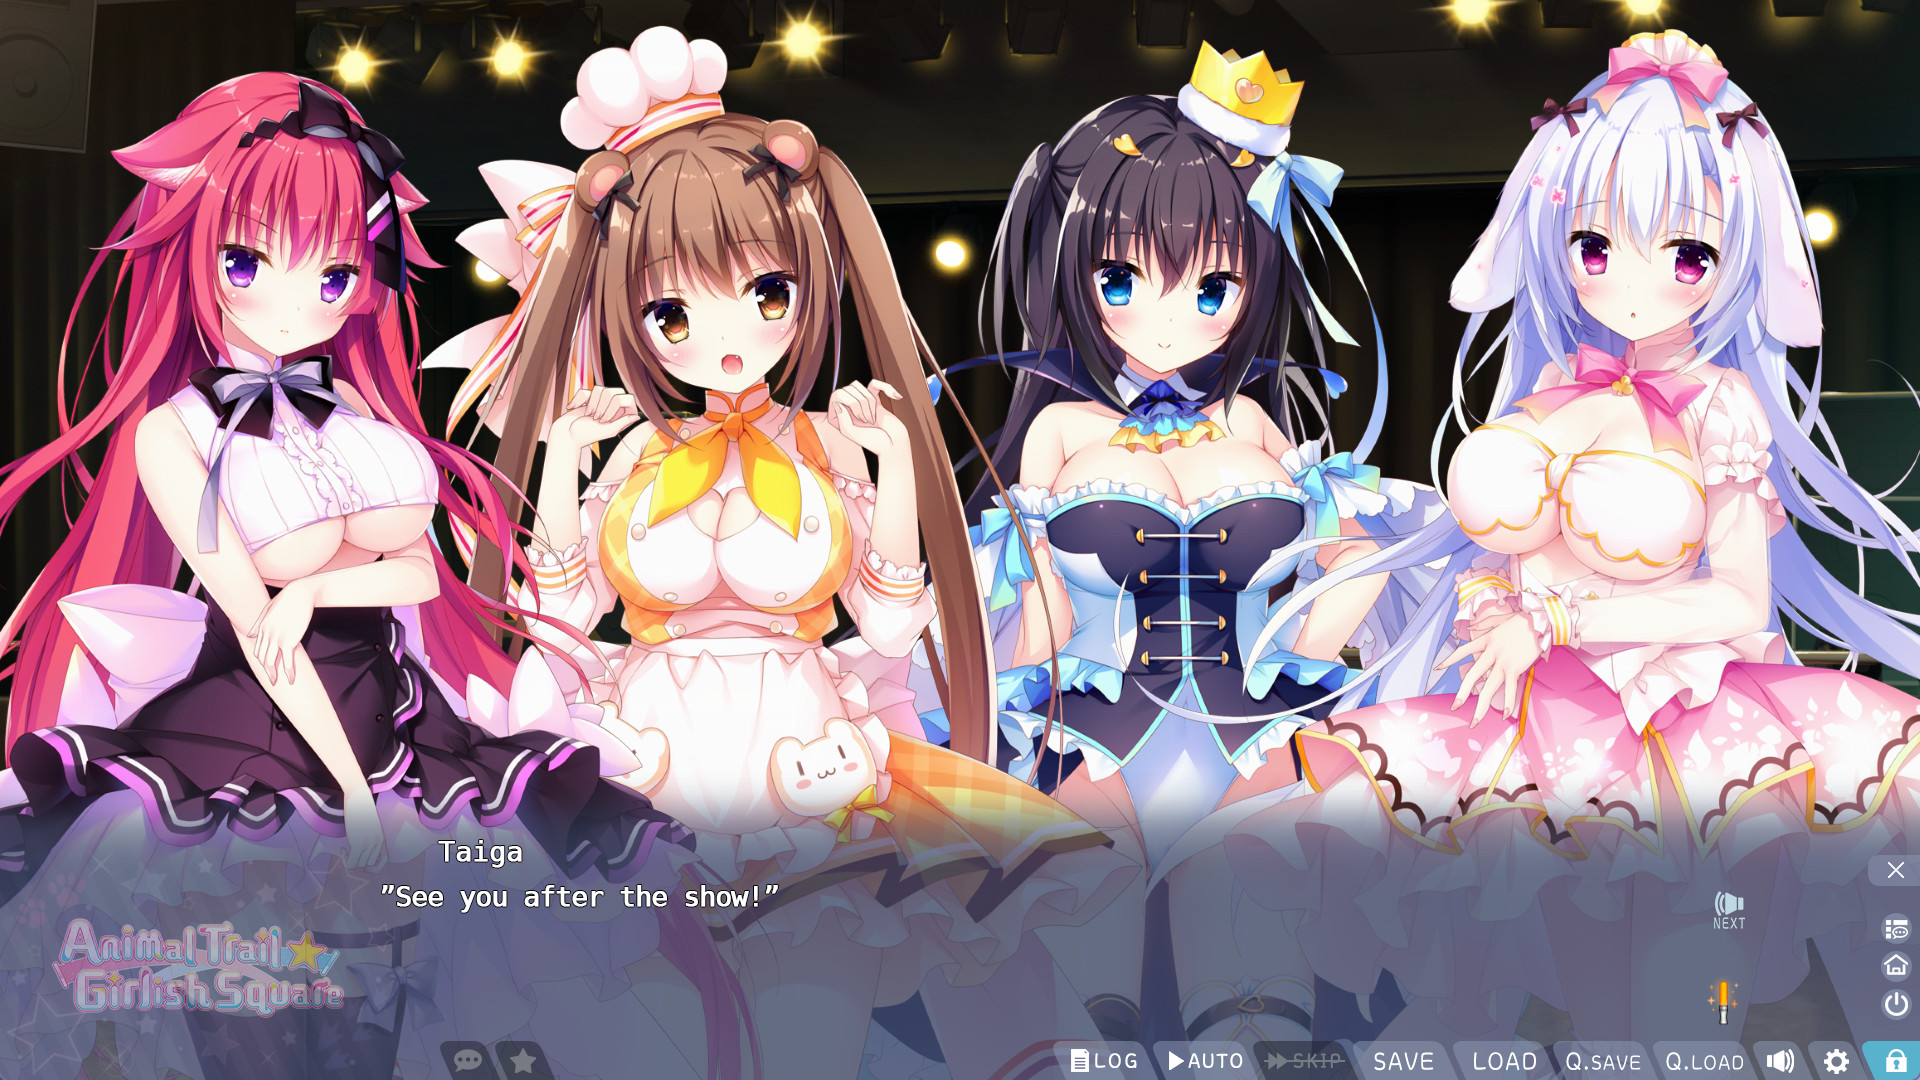 Taiga
”See you after the show!”
Animal Trail
Girlish Square
NEXT
LOG
AUTO
SKIP
SAVE
LOAD
Q.SAVE
Q.LOAD